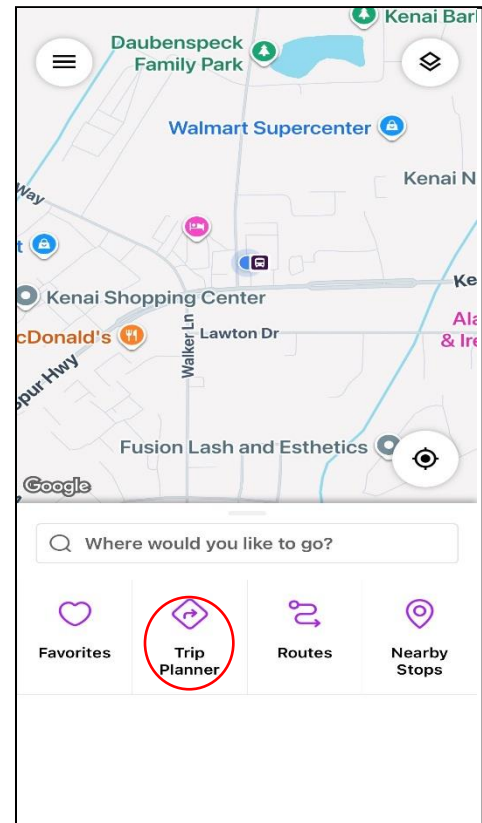 Kenai Bar
Daubenspeck
Family Park
Walmart Supercenter
Kenai N
Way
t
Ke
Kenai Shopping Center
Ala
& Ire
cDonald's
Walker Ln
Lawton Dr
Spur Hwy
Fusion Lash and Esthetics
Google
Where would you like to go?
Favorites
Trip
Planner
Routes
Nearby
Stops